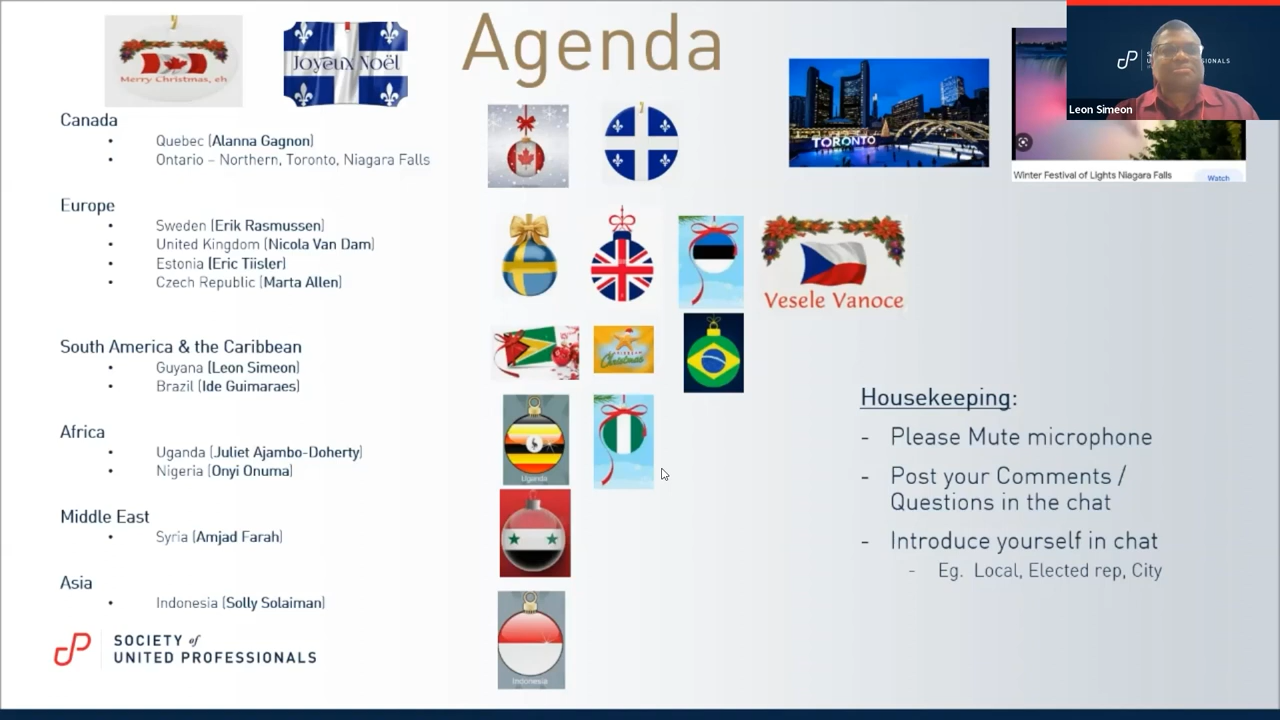 Agenda
Merry Christmas, eh
Joyeux Noël
Canada
• Quebec (Alanna Gagnon)
• Ontario – Northern, Toronto, Niagara Falls
TORONTO
Leon Simeon
Winter Festival of Lights Niagara Falls
Watch
Europe
• Sweden (Erik Rasmussen)
• United Kingdom (Nicola Van Dam)
• Estonia (Eric Tiisler)
• Czech Republic (Marta Allen)
Vesele Vanoce
South America & the Caribbean
• Guyana (Leon Simeon)
• Brazil (Ide Guimaraes)
Christmas
Africa
• Uganda (Juliet Ajambo-Doherty)
• Nigeria (Onyi Onuma)
Uganda
Middle East
• Syria (Amjad Farah)
Asia
• Indonesia (Solly Solaiman)
Indonesia
SOCIETY of
UNITED PROFESSIONALS
Housekeeping:
- Please Mute microphone
- Post your Comments /
Questions in the chat
- Introduce yourself in chat
- Eg. Local, Elected rep, City